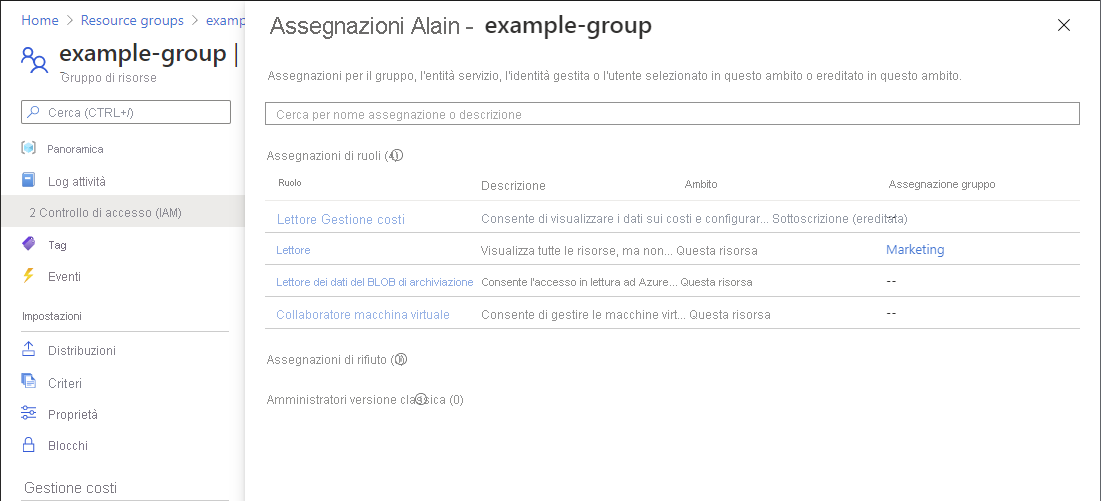 Home > Resource groups > examp
example-group |
Gruppo di risorse
Cerca (CTRL+/)
Panoramica
Log attività
2 Controllo di accesso (IAM)
Tag
Eventi
Impostazioni
Distribuzioni
Criteri
Proprietà
Blocchi
Gestione costi
Assegnazioni Alain - example-group
Assegnazioni per il gruppo, l'entità servizio, l'identità gestita o l'utente selezionato in questo ambito o ereditato in questo ambito.
Cerca per nome assegnazione o descrizione
Assegnazioni di ruoli (4)
Ruolo Descrizione Ambito Assegnazione gruppo
Lettore Gestione costi Consente di visualizzare i dati sui costi e configurar... Sottoscrizione (ereditata) --
Lettore Visualizza tutte le risorse, ma non... Questa risorsa Marketing
Lettore dei dati del BLOB di archiviazione Consente l'accesso in lettura ad Azure... Questa risorsa --
Collaboratore macchina virtuale Consente di gestire le macchine virt... Questa risorsa --
Assegnazioni di rifiuto (0)
Amministratori versione classica (0)